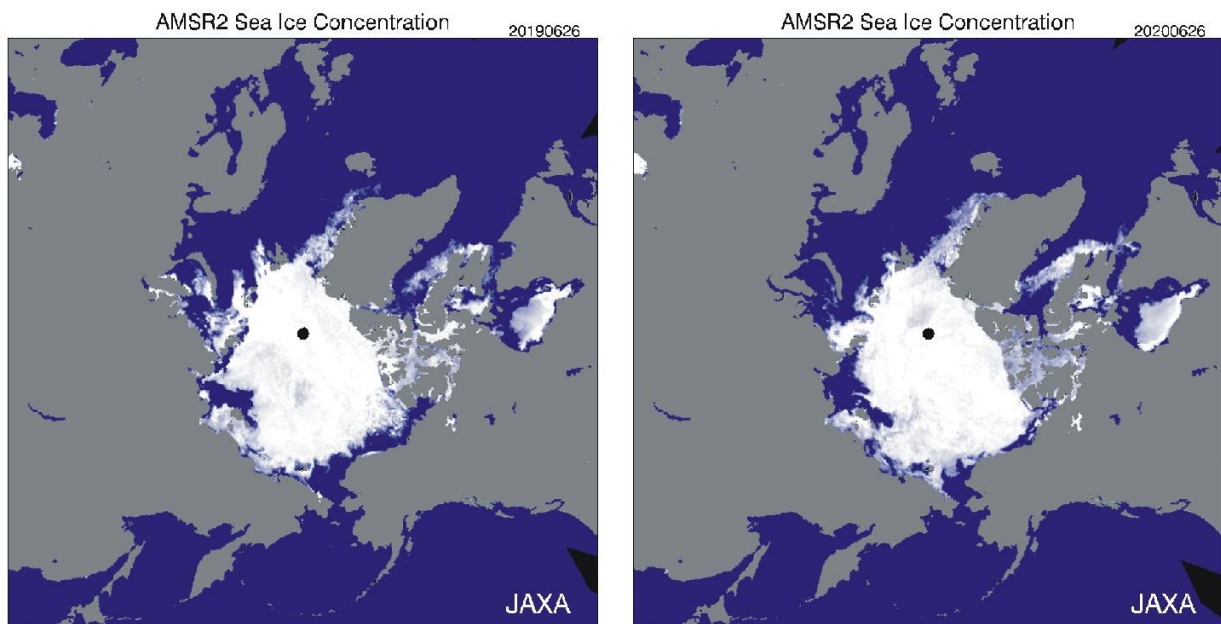 AMSR2 Sea Ice Concentration 20190626
JAXA
AMSR2 Sea Ice Concentration 20200626
JAXA